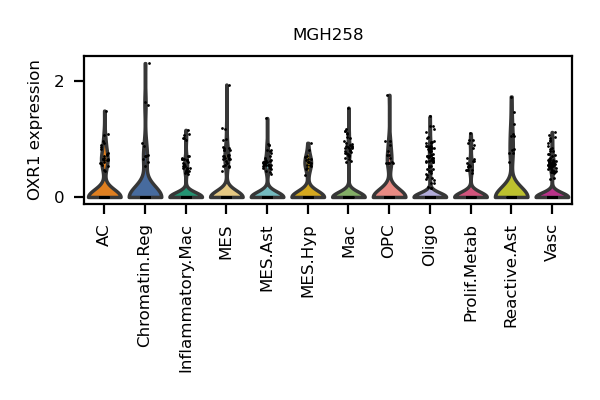 MGH258
OXR1 expression
2
0
AC
Chromatin.Reg
Inflammatory.Mac
MES
MES.Ast
MES.Hyp
Mac
OPC
Oligo
Prolif.Metab
Reactive.Ast
Vasc